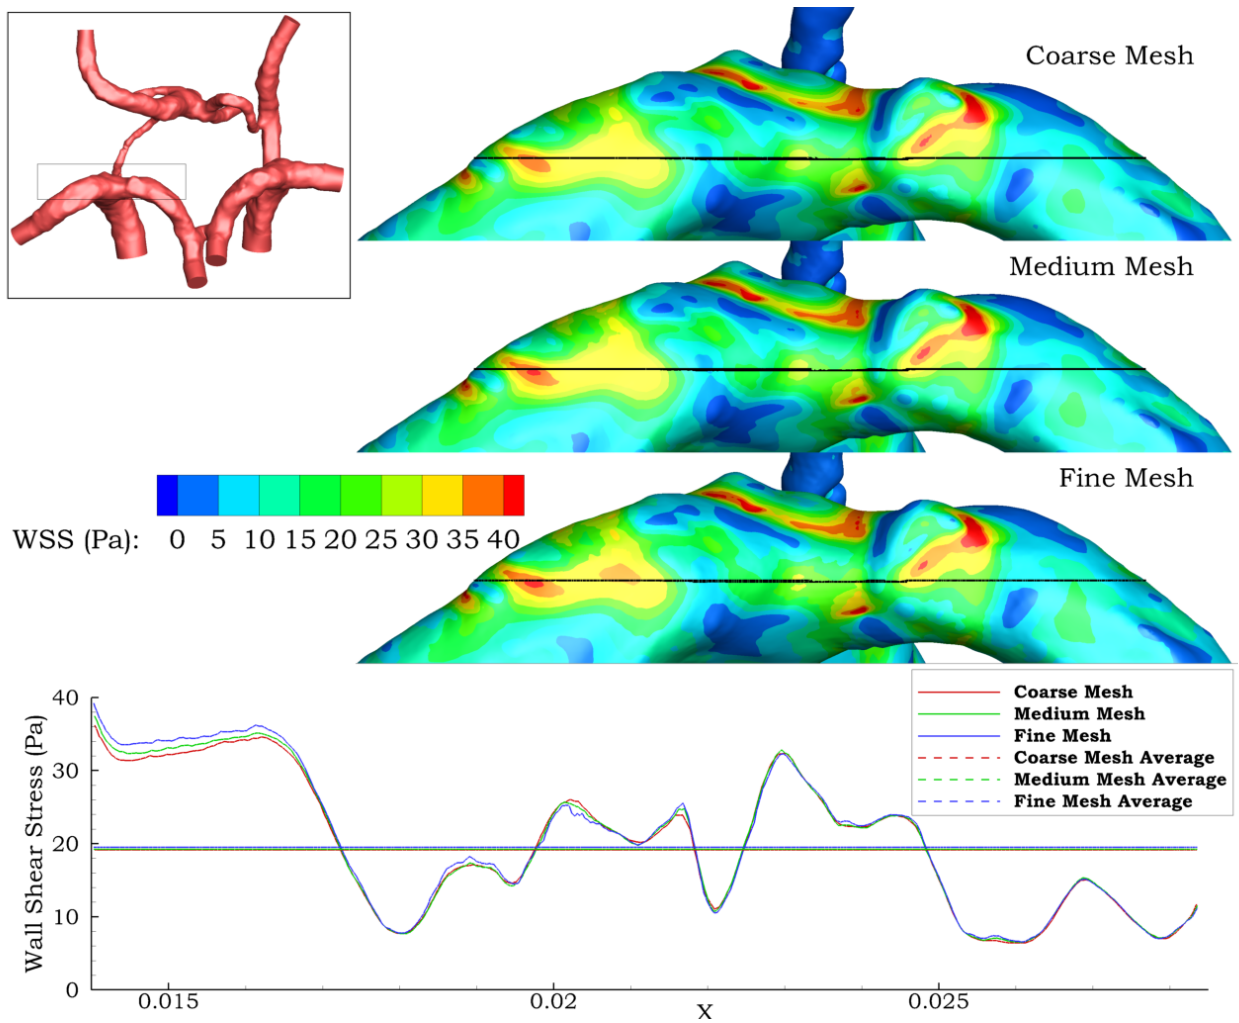 Coarse Mesh
Medium Mesh
Fine Mesh
WSS (Pa): 0 5 10 15 20 25 30 35 40
Coarse Mesh
Medium Mesh
Fine Mesh
Coarse Mesh Average
Medium Mesh Average
Fine Mesh Average
Wall Shear Stress (Pa)
40
30
20
10
0
0.015 0.02 0.025
X